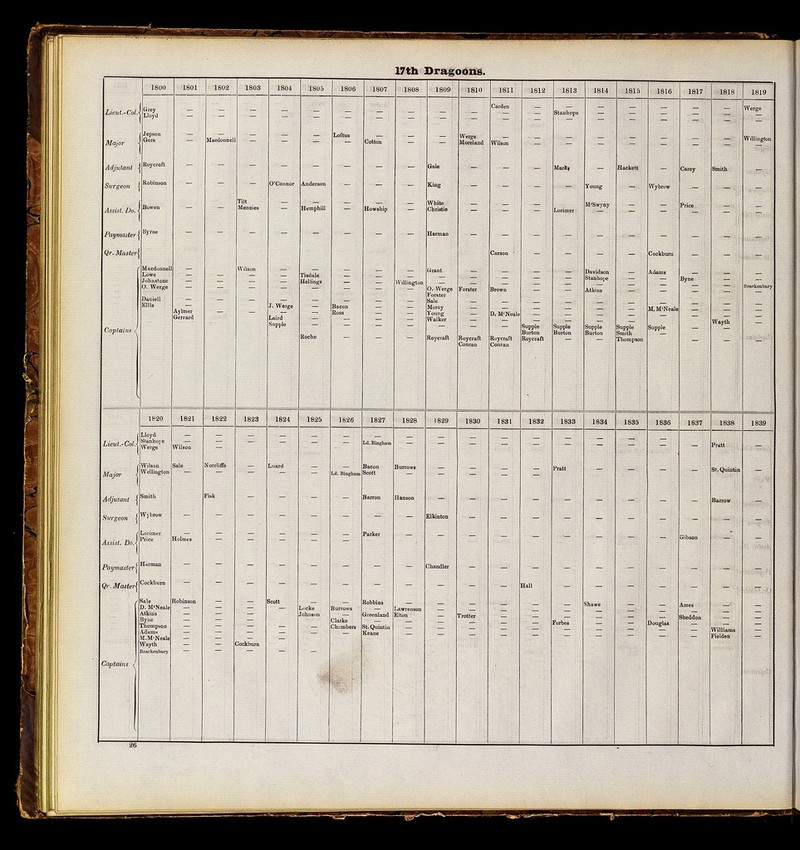 17th Dragoons.
1800 1801 1802 1803 1804 1805 1806 1807 1808 1809 1810 1811 1812 1813 1814 1815 1816 1817 1818 1819
Carden — — — — — — — Werge
Lieut.-Col. Grey — — — — — — — — — — Stanhope
Lloyd
Major Jepson — — — — — Loftus — — — Werge — — — — — — — — Willington
Gore — Macdonnell — — — — Cotton — — Moreland Wilson
Adjutant Roycroft — — — — — — — — Gale — — — Marks — Hackett — Carey Smith —
Surgeon Robinson — — — O'Connor Anderson — — — King — — — — Young — Wybrow — — —
Assist. Do. Bowen — — Tilt — — — — — White — — — — M'Swyny — — Price — —
Menzies — Hemphill — Howship — Christie — — — Lorimer
Paymaster Byrne — — — — — — — — Harman — — — — — — — — — —
Qr. Master Carson — — — — Cockburn — — —
Captains Macdonnell — — Wilson — — — — — Grant — — — — Davidson — Adams — — —
Lowe — — — — Tisdale — — — — — — — — Stanhope — — Byne — —
Johnstone — — — — Halings — — Willington —
O. Werge — — — — — — — — O. Werge Forster Brown — — Atkins — — — — Brackenbury
Forster
Daniell — — — — — — — — Sale
Ellis — — — J. Werge — Bacon — — Morey — — — — — — M. M'Neale — — —
Aylmer — — — — Ross — — Young — D. M'Neale
Gerrard — — Laird — — — — Walker — — — — — — — — Wayth —
Supple — — — — — — — Supple Supple Supple Supple Supple
Burton Burton Burton Smith —
Roche — — — Roycraft Roycraft Roycraft Roycraft — — Thompson — — — —
Conran Conran
1820 1821 1822 1823 1824 1825 1826 1827 1828 1829 1830 1831 1832 1833 1834 1835 1836 1837 1838 1839
Lieut.-Col. Lloyd
Stanhope — — — — — — Ld. Bingham — — — — — — — — — — Pratt —
Werge Wilson
Major Wilson Sale Norcliffe — Luard — — Bacon Burrows — — — — Pratt — — — — St. Quintin —
Wellington — — — — — Ld. Bingham Scott
Adjutant Smith — Fisk — — — — Barron Hanson — — — — — — — — — Barrow —
Surgeon Wybrow — — — — — — — — Elkinton — — — — — — — — — —
Assist. Do. Lorimer — — — — — — Parker — — — — — — — — — Gibson — —
Price Holmes
Paymaster Harman — — — — — — — — Chandler — — — — — — — — — —
Qr. Master Cockburn — — — — — — — — — — — Hall — — — — — — —
Captains Sale Robinson — — Scott — — Robbins — — — — — — Shawe — — Ames — —
D. M'Neale — — — — Locke Burrows — Lawrenson
Atkins — — — — Johnson — Greenland Elton — Trotter — — — — — — Sheddon — —
Byne — — — — — Clarke — — — — — — Forbes — — Douglas — — —
Thompson — — — — — Chambers St. Quintin
Adams — — — — — — Keane — — — — — — — — — — Williams —
M. M'Neale — — — — — — — — — — — — — — — — — Fielden —
Wayth — — Cockburn
Brackenbury
26